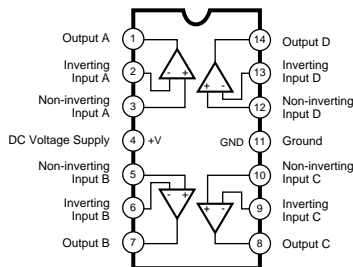 Output A
1
14
Output D
Inverting
Input A
2
- +
+ -
13
Inverting
Input D
Non-inverting
Input A
3
12
Non-inverting
Input D
DC Voltage Supply
4
+V
GND
11
Ground
Non-inverting
Input B
5
10
Non-inverting
Input C
Inverting
Input B
6
- +
+ -
9
Inverting
Input C
Output B
7
8
Output C